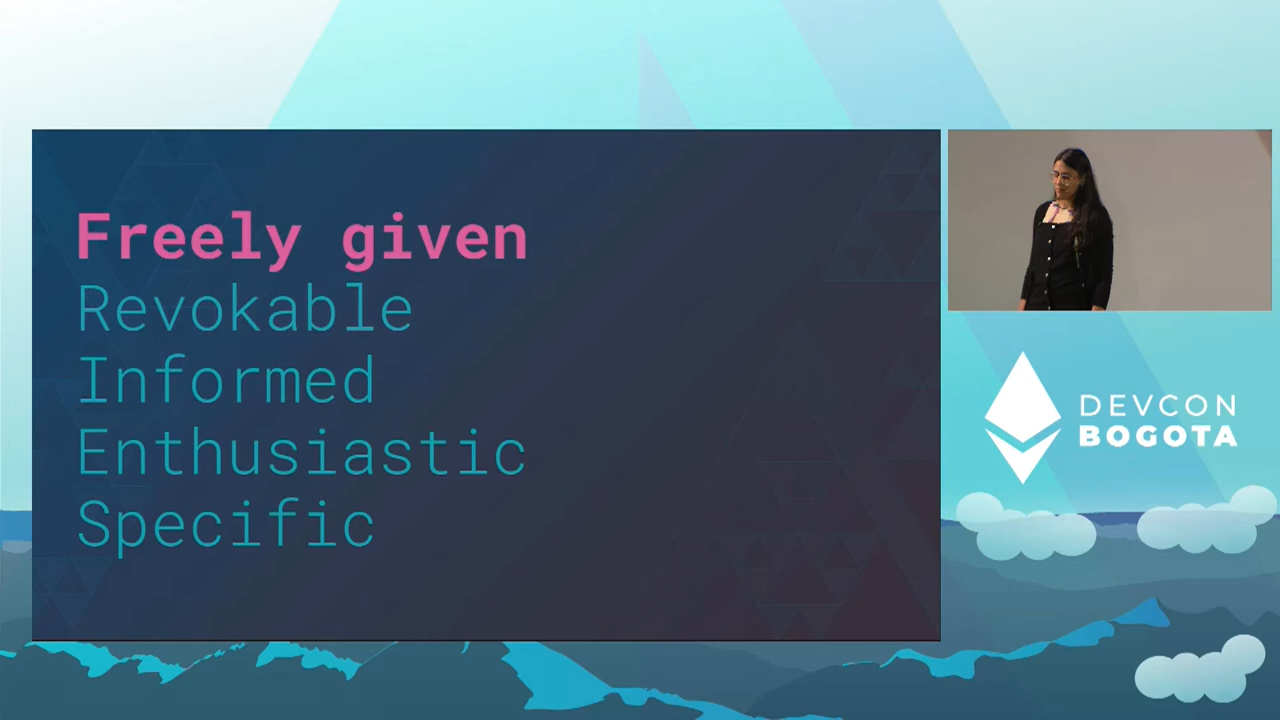 Freely given
Revokable
Informed
Enthusiastic
Specific
DEVCON
BOGOTA